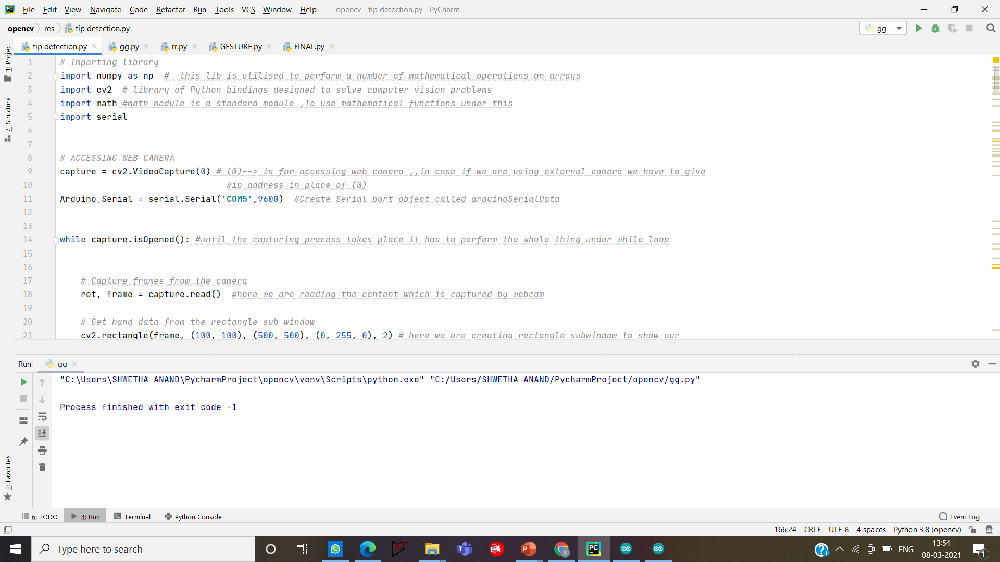 PC File Edit View Navigate Code Refactor Run Tools VCS Window Help opencv - tip detection.py - PyCharm
opencv res tip detection.py gg
tip detection.py gg.py rr.py GESTURE.py FINAL.py
1: Project
7: Structure
1 # Importing library
2 import numpy as np  #  this lib is utilised to perform a number of mathematical operations on arrays
3 import cv2  # library of Python bindings designed to solve computer vision problems
4 import math #math module is a standard module ,To use mathematical functions under this
5 import serial
6
7
8 # ACCESSING WEB CAMERA
9 capture = cv2.VideoCapture(0) # (0)--> is for accessing web camera ,,in case if we are using external camera we have to give
10 #ip address in place of (0)
11 Arduino_Serial = serial.Serial('COM5',9600)  #Create Serial port object called arduinoSerialData
12
13
14 while capture.isOpened(): #until the capturing process takes place it has to perform the whole thing under while loop
15
16
17 # Capture frames from the camera
18 ret, frame = capture.read()  #here we are reading the content which is captured by webcam
19
20 # Get hand data from the rectangle sub window
21 cv2.rectangle(frame, (100, 100), (500, 500), (0, 255, 0), 2) # here we are creating rectangle subwindow to show our
Run: gg
"C:\Users\SHWETHA ANAND\PycharmProject\opencv\venv\Scripts\python.exe" "C:/Users/SHWETHA ANAND/PycharmProject/opencv/gg.py"
Process finished with exit code -1
2: Favorites
6: TODO 4: Run Terminal Python Console Event Log
166:24 CRLF UTF-8 4 spaces Python 3.8 (opencv)
Type here to search
T P S PC
ENG 13:54
08-03-2021
1